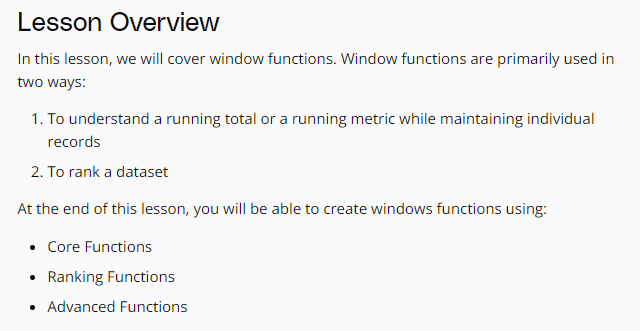 Lesson Overview
In this lesson, we will cover window functions. Window functions are primarily used in
two ways:
1. To understand a running total or a running metric while maintaining individual
records
2. To rank a dataset
At the end of this lesson, you will be able to create windows functions using:
• Core Functions
• Ranking Functions
• Advanced Functions